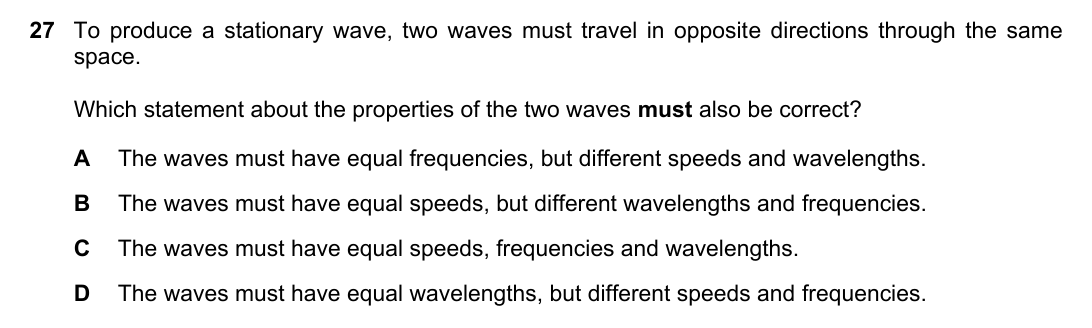 27 To produce a stationary wave, two waves must travel in opposite directions through the same
space.
Which statement about the properties of the two waves must also be correct?
A The waves must have equal frequencies, but different speeds and wavelengths.
B The waves must have equal speeds, but different wavelengths and frequencies.
C The waves must have equal speeds, frequencies and wavelengths.
D The waves must have equal wavelengths, but different speeds and frequencies.